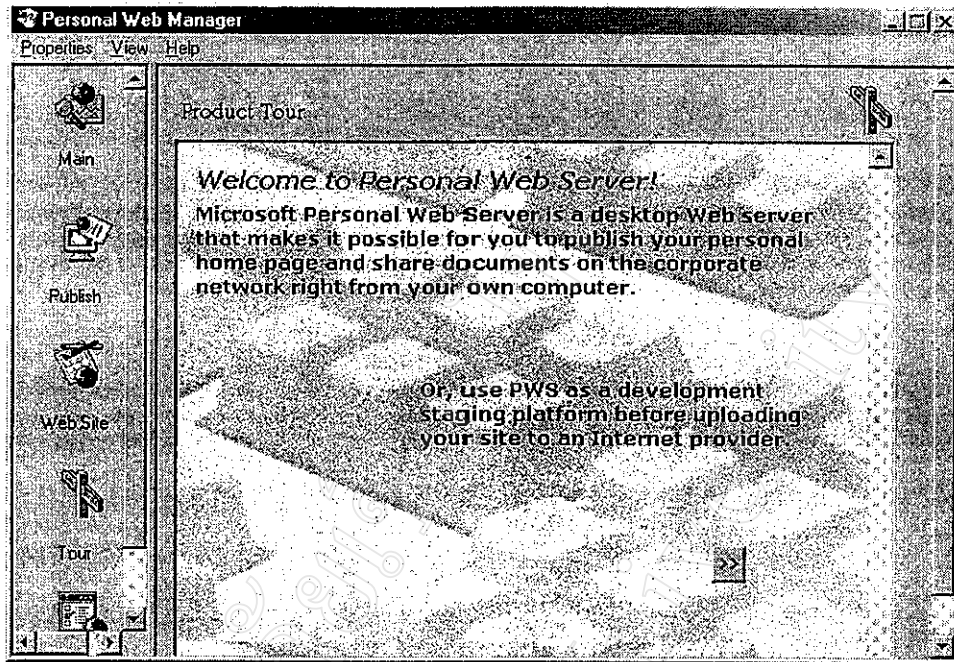 Personal Web Manager
Properties View Help
Main
Publish
Web Site
Tour
Product Tour
Welcome to Personal Web Server!
Microsoft Personal Web Server is a desktop Web server
that makes it possible for you to publish your personal
home page and share documents on the corporate
network right from your own computer.
Or, use PWS as a development
staging platform before uploading
your site to an Internet provider.
>>